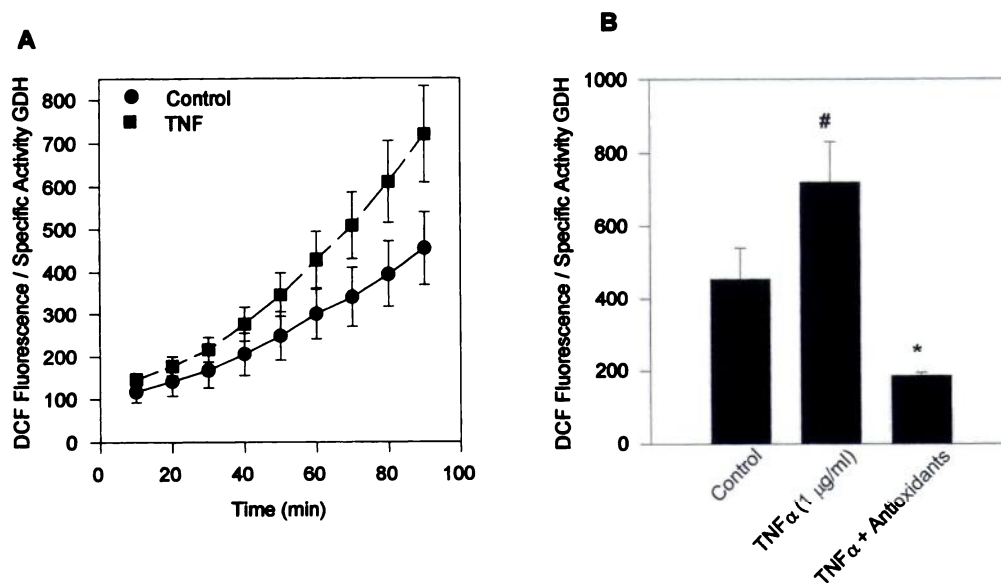 A
DCF Fluorescence / Specific Activity GDH
800
700
600
500
400
300
200
100
0
Control
TNF
0
20
40
60
80
100
Time (min)
B
DCF Fluorescence / Specific Activity GDH
1000
800
600
400
200
0
#
*
Control
TNFα (1 µg/ml)
TNFα + Antioxidants